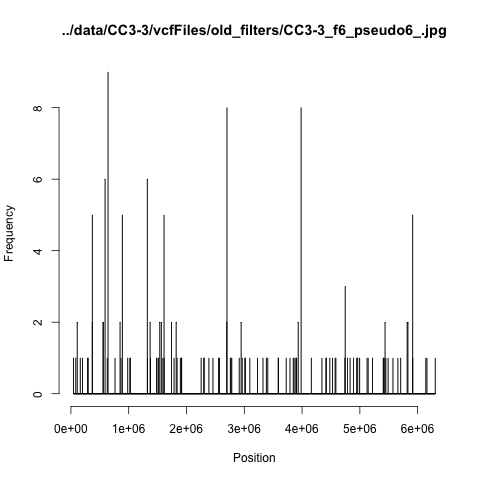 ../data/CC3-3/vcfFiles/old_filters/CC3-3_f6_pseudo6_.jpg
8
6
4
2
0
Frequency
0e+00 1e+06 2e+06 3e+06 4e+06 5e+06 6e+06
Position